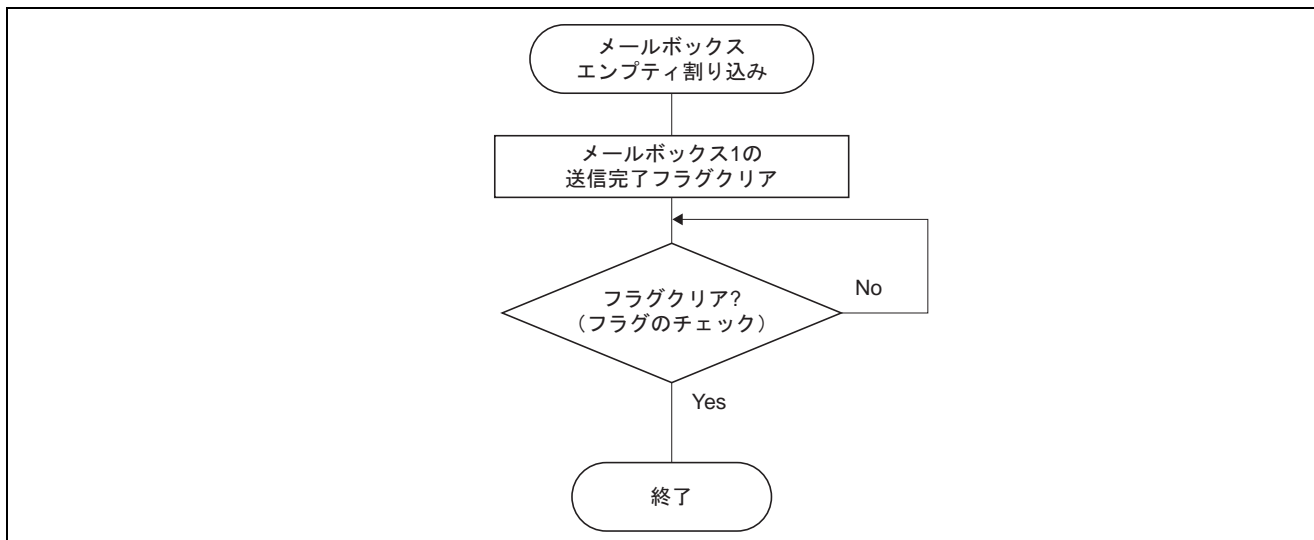 メールボックス
エンプティ割り込み
メールボックス1の
送信完了フラグクリア
フラグクリア?
（フラグのチェック）
No
Yes
終了